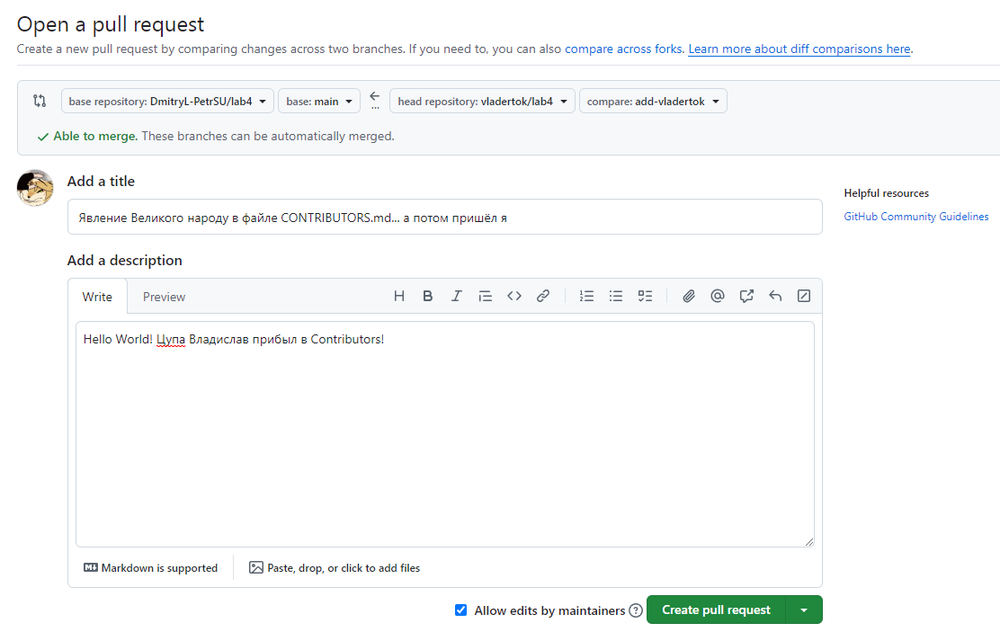 Open a pull request
Create a new pull request by comparing changes across two branches. If you need to, you can also compare across forks. Learn more about diff comparisons here.
base repository: DmitryL-PetrSU/lab4 base: main ... head repository: vladertok/lab4 compare: add-vladertok
Able to merge. These branches can be automatically merged.
Add a title
Явление Великого народу в файле CONTRIBUTORS.md... а потом пришёл я
Helpful resources
GitHub Community Guidelines
Add a description
Write Preview
Hello World! Цупа Владислав прибыл в Contributors!
Markdown is supported Paste, drop, or click to add files
Allow edits by maintainers Create pull request